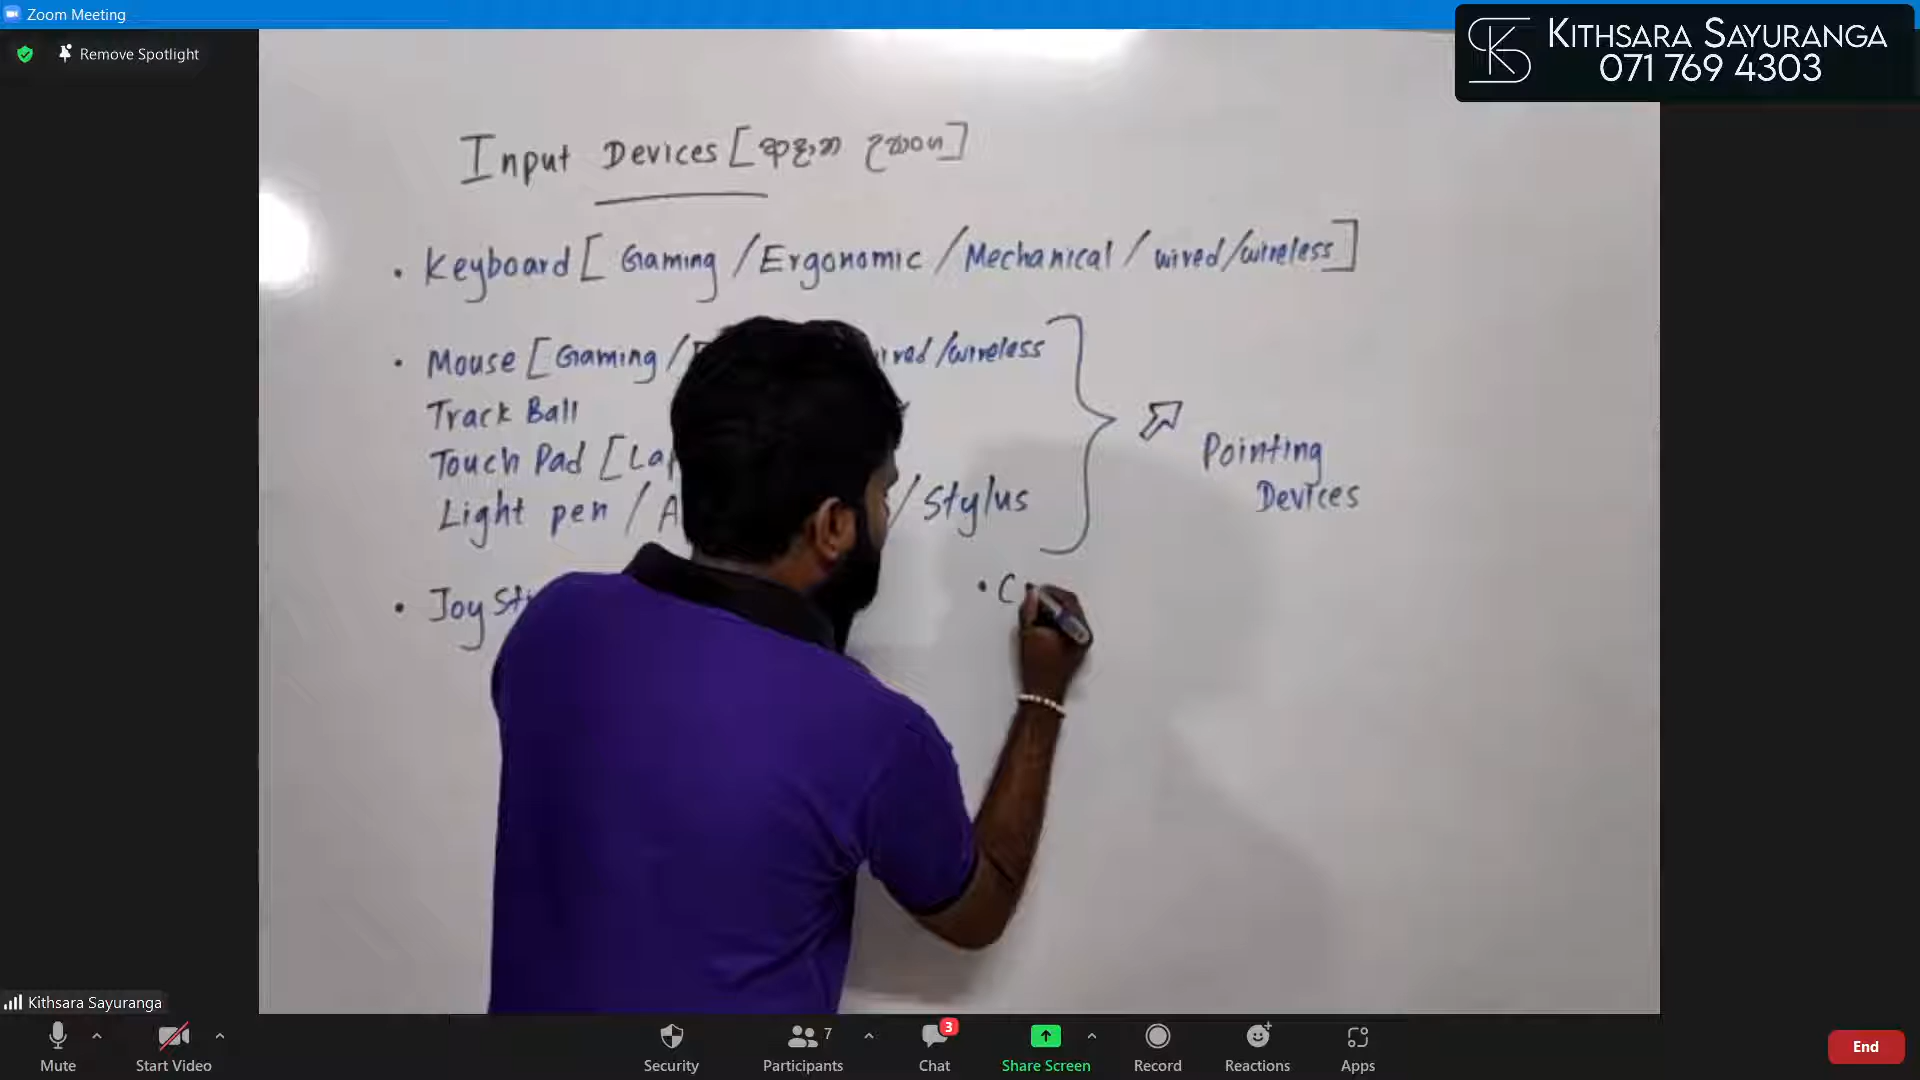 Zoom Meeting
Remove Spotlight
KITHSARA SAYURANGA
071 769 4303
Input Devices [ආදාන උපාංග]
• Keyboard [ Gaming / Ergonomic / Mechanical / wired/wireless ]
• Mouse [ Gaming / /wireless
Track Ball
Touch Pad [
Light pen / / Stylus
Pointing
Devices
• Joy
• C
Kithsara Sayuranga
Mute
Start Video
Security
Participants 7
Chat 3
Share Screen
Record
Reactions
Apps
End